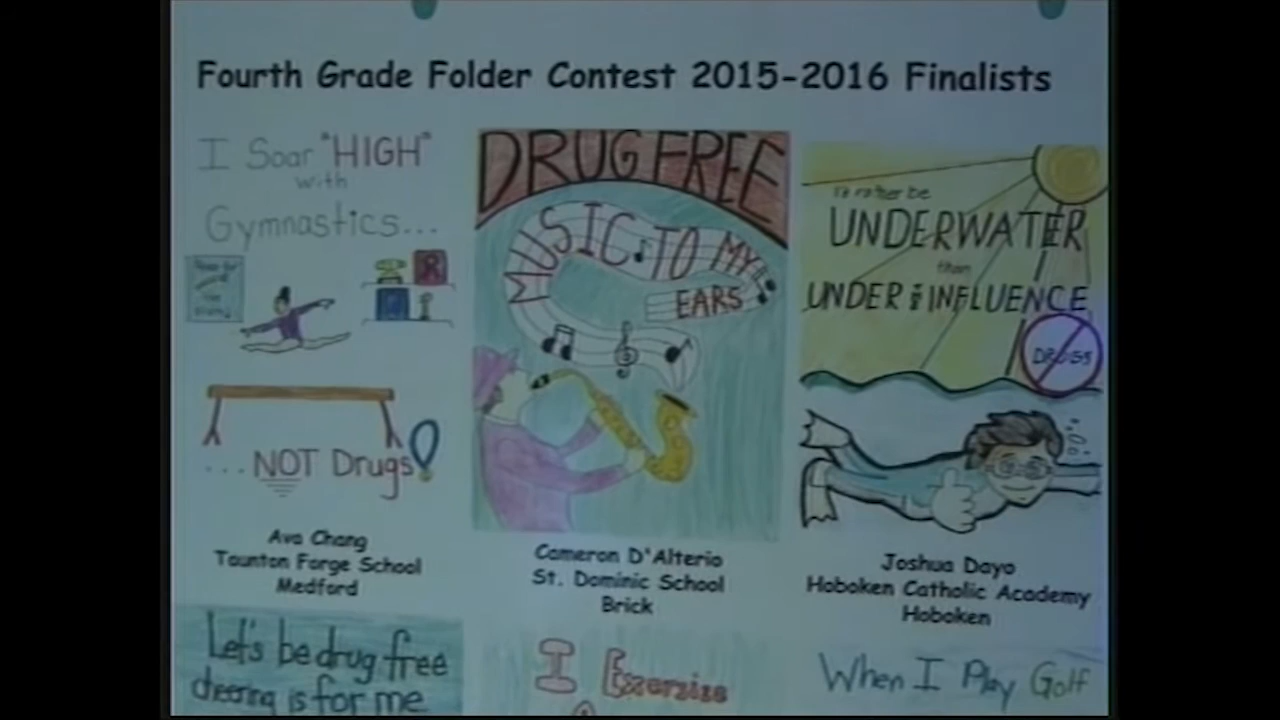 Fourth Grade Folder Contest 2015-2016 Finalists
I Soar "HIGH"
with
Gymnastics...
...NOT Drugs
Ava Chang
Taunton Forge School
Medford
DRUG FREE
MUSIC TO MY
EARS
Cameron D'Alterio
St. Dominic School
Brick
I'd rather be
UNDERWATER
than
UNDER INFLUENCE
DRUGS
Joshua Dayo
Hoboken Catholic Academy
Hoboken
Let's be drug free
cheering is for me
I Exercise
When I Play Golf